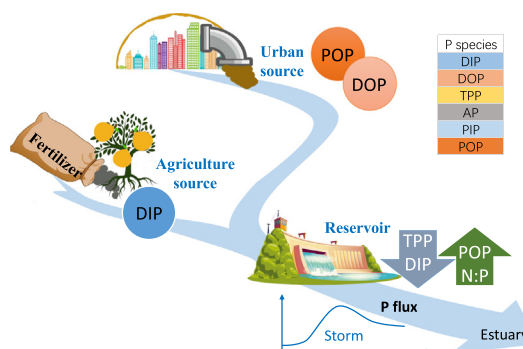 Urban
source
POP
DOP
P species
DIP
DOP
TPP
AP
PIP
POP
Fertilizer
Agriculture
source
DIP
Reservoir
TPP
DIP
POP
N:P
P flux
Storm
Estuary